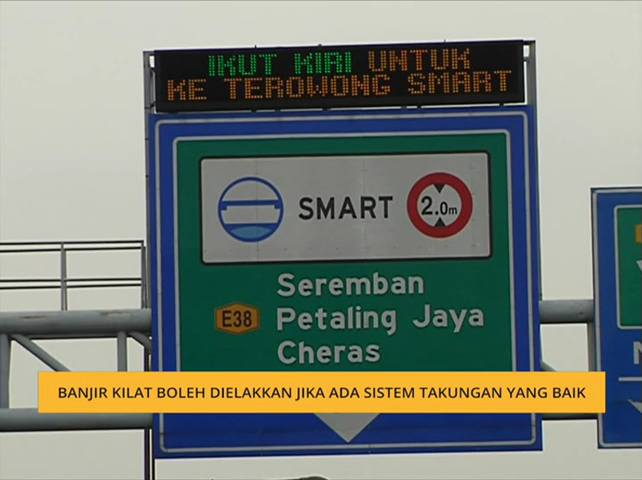 IKUT KIRI UNTUK
KE TEROWONG SMART
SMART
2.0m
Seremban
E38
Petaling Jaya
Cheras
BANJIR KILAT BOLEH DIELAKKAN JIKA ADA SISTEM TAKUNGAN YANG BAIK